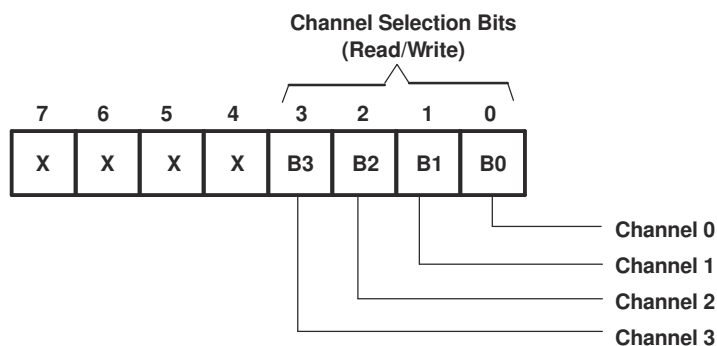 Channel Selection Bits
(Read/Write)
7 6 5 4 3 2 1 0
X X X X B3 B2 B1 B0
Channel 0
Channel 1
Channel 2
Channel 3